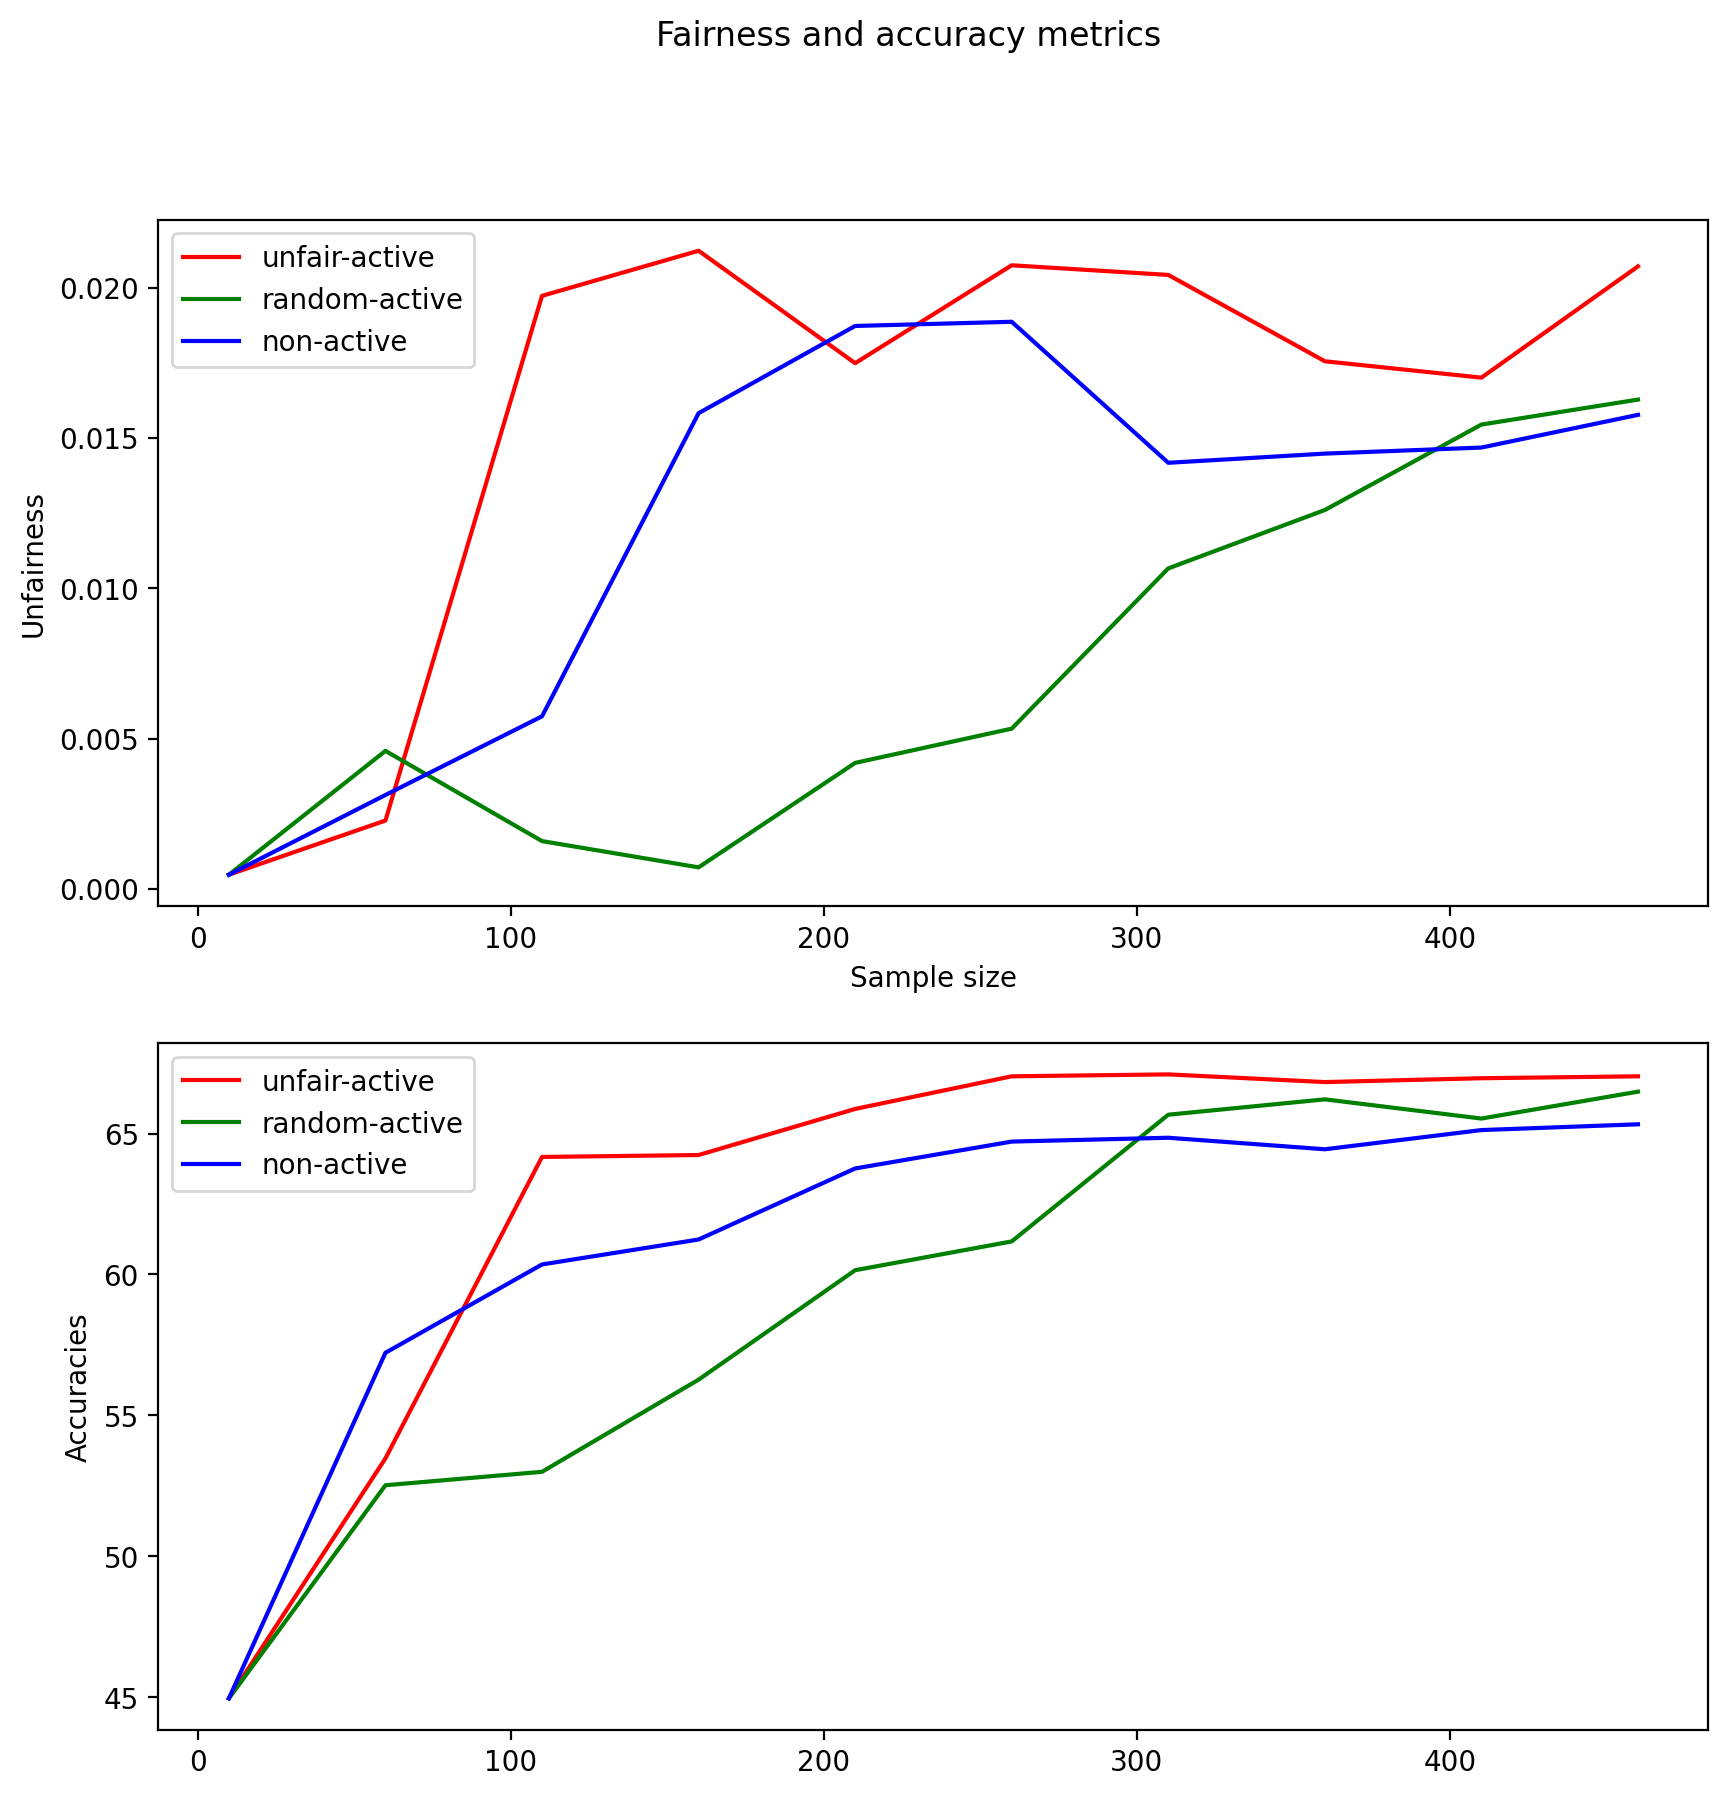 Fairness and accuracy metrics
unfair-active
random-active
non-active
0.020
0.015
0.010
0.005
0.000
Unfairness
0 100 200 300 400
Sample size
unfair-active
random-active
non-active
65
60
55
50
45
Accuracies
0 100 200 300 400